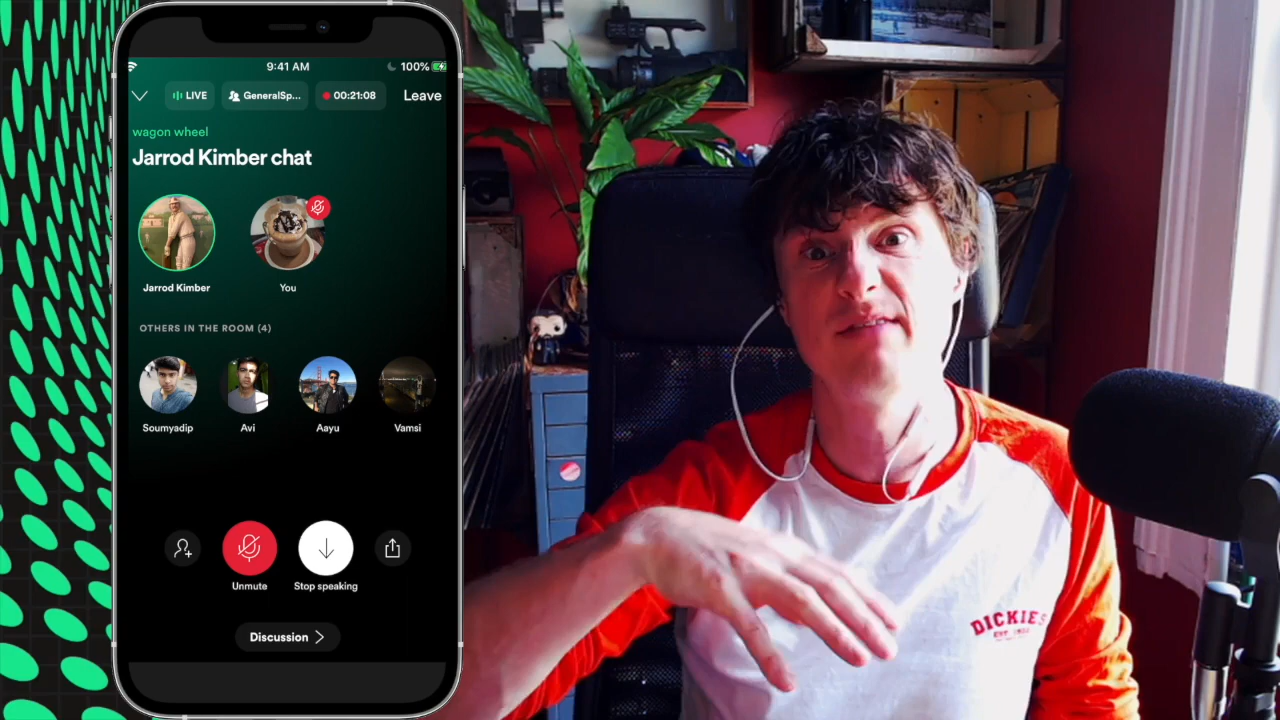 9:41 AM
100%
LIVE
GeneralSp...
00:21:08
Leave
wagon wheel
Jarrod Kimber chat
Jarrod Kimber
You
OTHERS IN THE ROOM (4)
Soumyadip
Avi
Aayu
Vamsi
Unmute
Stop speaking
Discussion
DICKIES